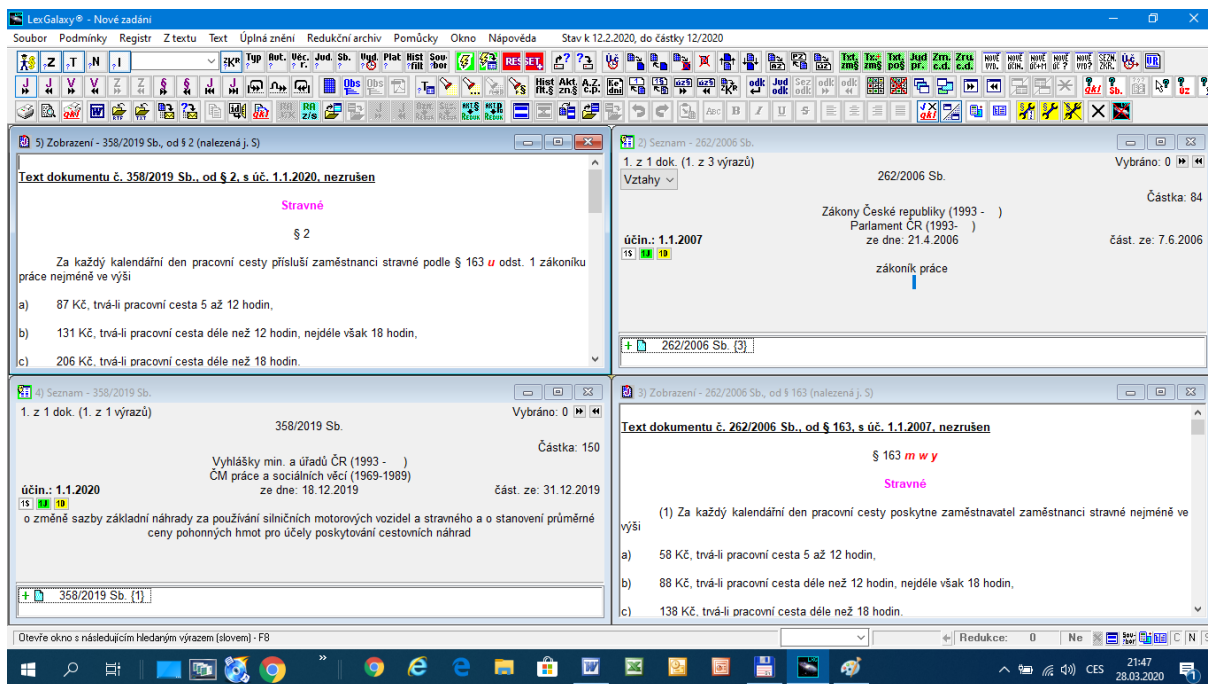 LexGalaxy® - Nové zadání
Soubor Podmínky Registr Z textu Text Úplná znění Redukční archiv Pomůcky Okno Nápověda Stav k 12.2.2020, do částky 12/2020
5) Zobrazení - 358/2019 Sb., od § 2 (nalezená j. S)
Text dokumentu č. 358/2019 Sb., od § 2, s úč. 1.1.2020, nezrušen
Stravné
§ 2
Za každý kalendářní den pracovní cesty přísluší zaměstnanci stravné podle § 163 u odst. 1 zákoníku
práce nejméně ve výši
a) 87 Kč, trvá-li pracovní cesta 5 až 12 hodin,
b) 131 Kč, trvá-li pracovní cesta déle než 12 hodin, nejdéle však 18 hodin,
c) 206 Kč, trvá-li pracovní cesta déle než 18 hodin.
2) Seznam - 262/2006 Sb.
1. z 1 dok. (1. z 3 výrazů) Vybráno: 0
Vztahy
262/2006 Sb.
Částka: 84
Zákony České republiky (1993 - )
Parlament ČR (1993- )
účin.: 1.1.2007 ze dne: 21.4.2006 část. ze: 7.6.2006
1S 1J 1D
zákoník práce
262/2006 Sb. {3}
4) Seznam - 358/2019 Sb.
1. z 1 dok. (1. z 1 výrazů) Vybráno: 0
358/2019 Sb.
Částka: 150
Vyhlášky min. a úřadů ČR (1993 - )
ČM práce a sociálních věcí (1969-1989)
účin.: 1.1.2020 ze dne: 18.12.2019 část. ze: 31.12.2019
1S 1J 1D
o změně sazby základní náhrady za používání silničních motorových vozidel a stravného a o stanovení průměrné
ceny pohonných hmot pro účely poskytování cestovních náhrad
358/2019 Sb. {1}
3) Zobrazení - 262/2006 Sb., od § 163 (nalezená j. S)
Text dokumentu č. 262/2006 Sb., od § 163, s úč. 1.1.2007, nezrušen
§ 163 m w y
Stravné
(1) Za každý kalendářní den pracovní cesty poskytne zaměstnavatel zaměstnanci stravné nejméně ve
výši
a) 58 Kč, trvá-li pracovní cesta 5 až 12 hodin,
b) 88 Kč, trvá-li pracovní cesta déle než 12 hodin, nejdéle však 18 hodin,
c) 138 Kč, trvá-li pracovní cesta déle než 18 hodin.
Otevře okno s následujícím hledaným výrazem (slovem) - F8 Redukce: 0 Ne C N
CES 21:47
28.03.2020